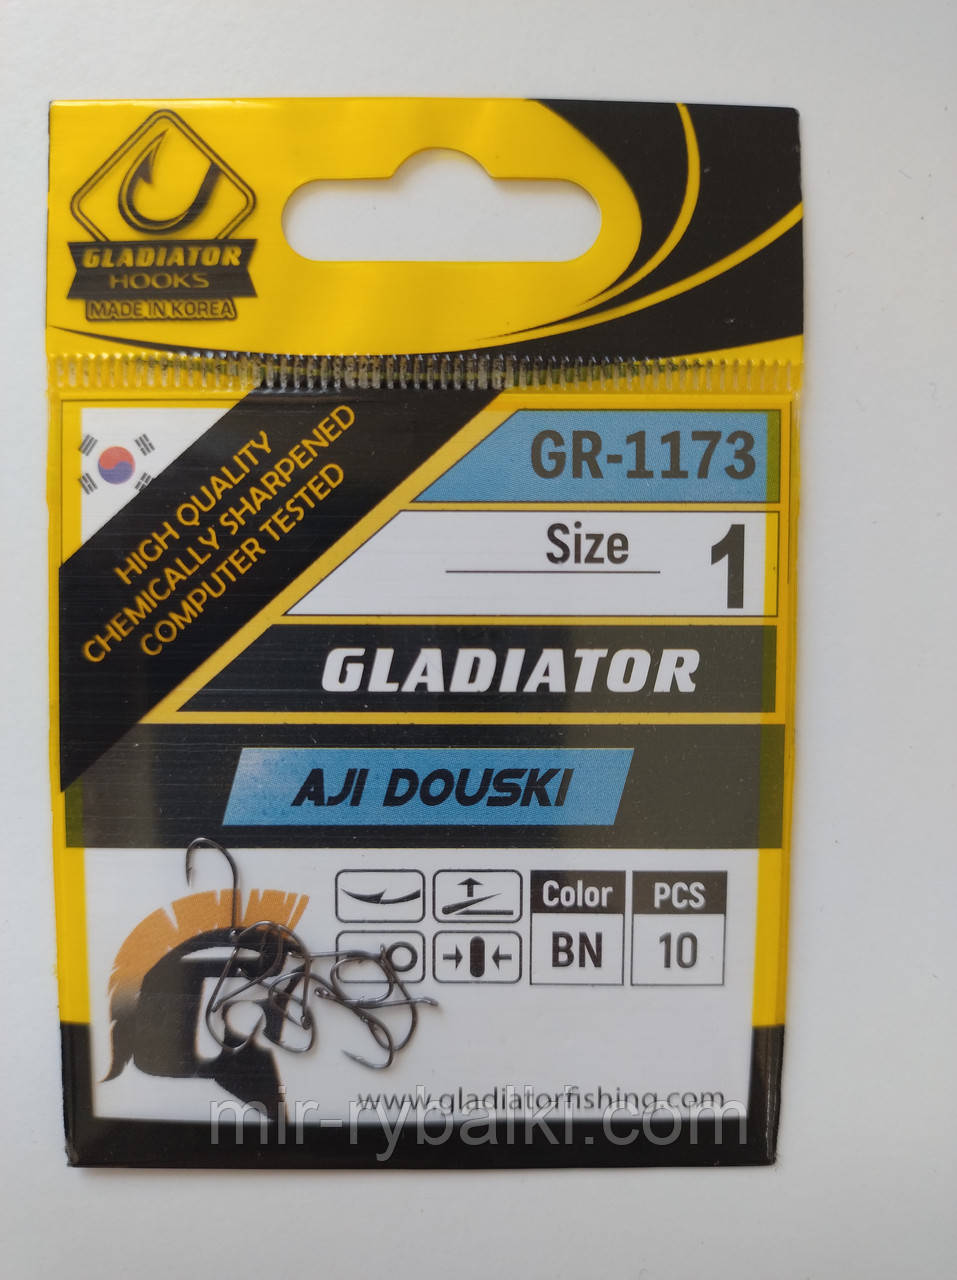 GLADIATOR
HOOKS
MADE IN KOREA
HIGH QUALITY
CHEMICALLY SHARPENED
COMPUTER TESTED
GR-1173
Size 1
GLADIATOR
AJI DOUSKI
Color PCS
BN 10
www.gladiatorfishing.com
mir-rybalki.com